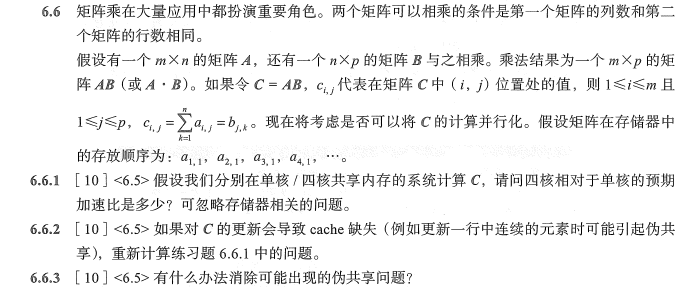 6.6 矩阵乘在大量应用中都扮演重要角色。两个矩阵可以相乘的条件是第一个矩阵的列数和第二
个矩阵的行数相同。
假设有一个 m×n 的矩阵 A，还有一个 n×p 的矩阵 B 与之相乘。乘法结果为一个 m×p 的矩
阵 AB（或 A · B）。如果令 C = AB，c_{i,j} 代表在矩阵 C 中（i，j）位置处的值，则 1≤i≤m 且
1≤j≤p，c_{i,j} = \sum_{k=1}^{n} a_{i,j} = b_{j,k}。现在将考虑是否可以将 C 的计算并行化。假设矩阵在存储器中
的存放顺序为：a_{1,1}，a_{2,1}，a_{3,1}，a_{4,1}，…。
6.6.1 ［10］<6.5> 假设我们分别在单核 / 四核共享内存的系统计算 C，请问四核相对于单核的预期
加速比是多少？可忽略存储器相关的问题。
6.6.2 ［10］<6.5> 如果对 C 的更新会导致 cache 缺失（例如更新一行中连续的元素时可能引起伪共
享），重新计算练习题 6.6.1 中的问题。
6.6.3 ［10］<6.5> 有什么办法消除可能出现的伪共享问题？